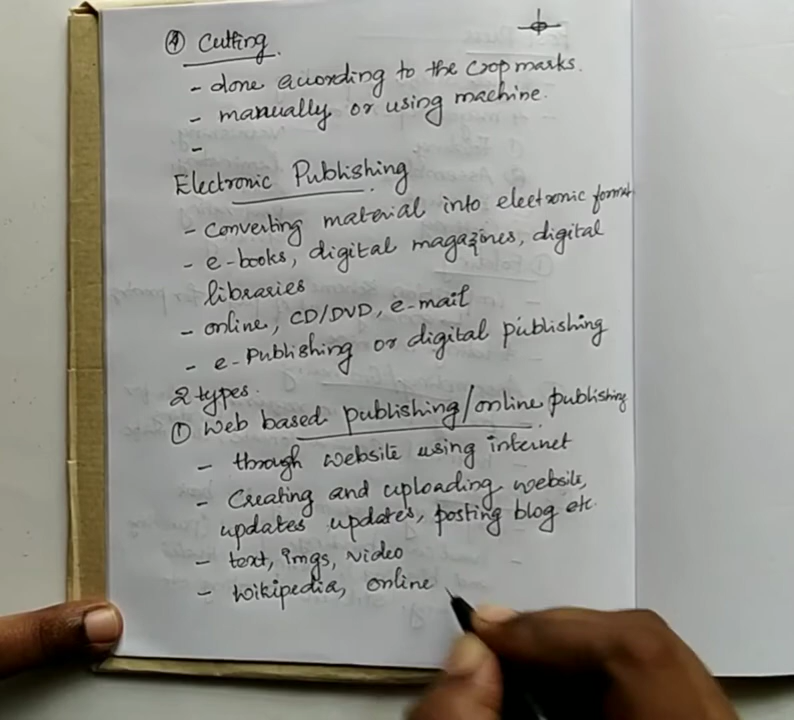 ④ Cutting.
- done according to the crop marks.
- manually or using machine.
-
Electronic Publishing
- Converting material into electronic format
- e-books, digital magazines, digital
libraries
- online, CD/DVD, e-mail
- e-Publishing or digital publishing
2 types.
① Web based publishing/online publishing
- through website using internet
- Creating and uploading website,
updates updates, posting blog etc.
- text, imgs, video
- Wikipedia, online